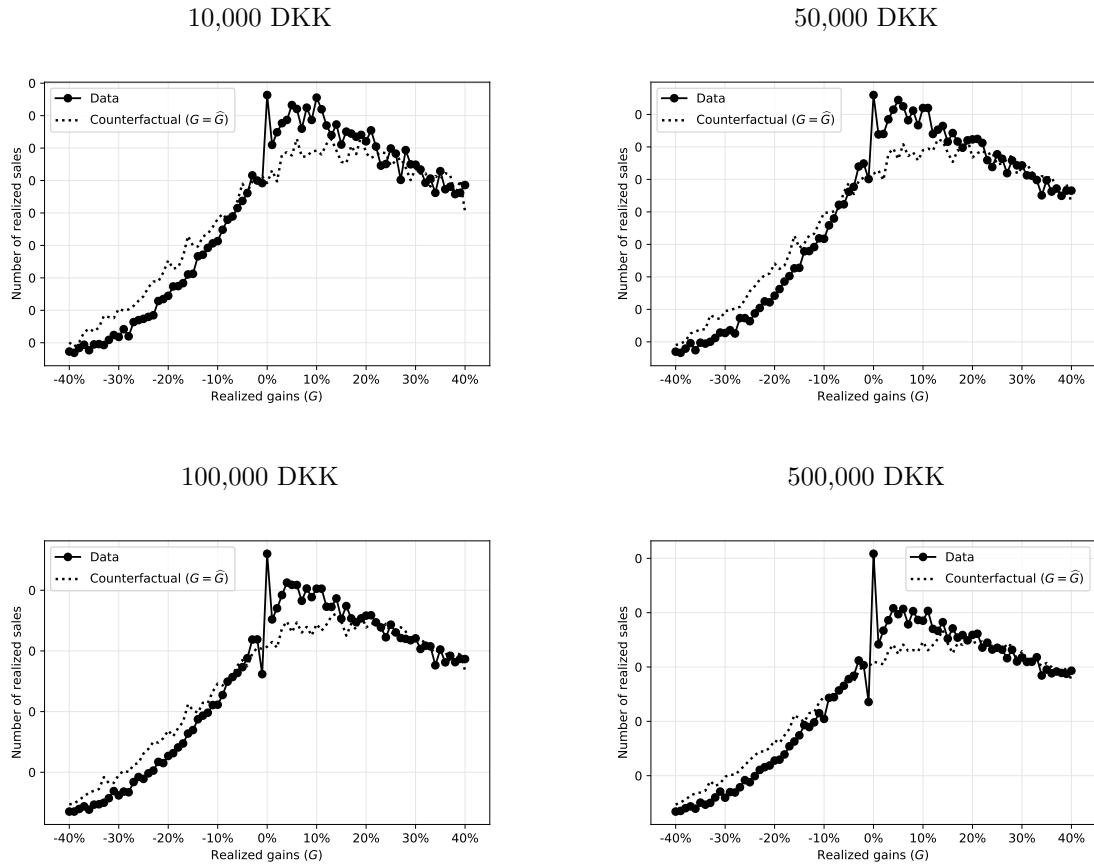 10,000 DKK
0
0
0
0
0
0
0
0
0
Number of realized sales
Data
Counterfactual (G = Ĝ)
-40% -30% -20% -10% 0% 10% 20% 30% 40%
Realized gains (G)
50,000 DKK
0
0
0
0
0
0
Number of realized sales
Data
Counterfactual (G = Ĝ)
-40% -30% -20% -10% 0% 10% 20% 30% 40%
Realized gains (G)
100,000 DKK
0
0
0
0
Number of realized sales
Data
Counterfactual (G = Ĝ)
-40% -30% -20% -10% 0% 10% 20% 30% 40%
Realized gains (G)
500,000 DKK
0
0
0
0
0
Number of realized sales
Data
Counterfactual (G = Ĝ)
-40% -30% -20% -10% 0% 10% 20% 30% 40%
Realized gains (G)